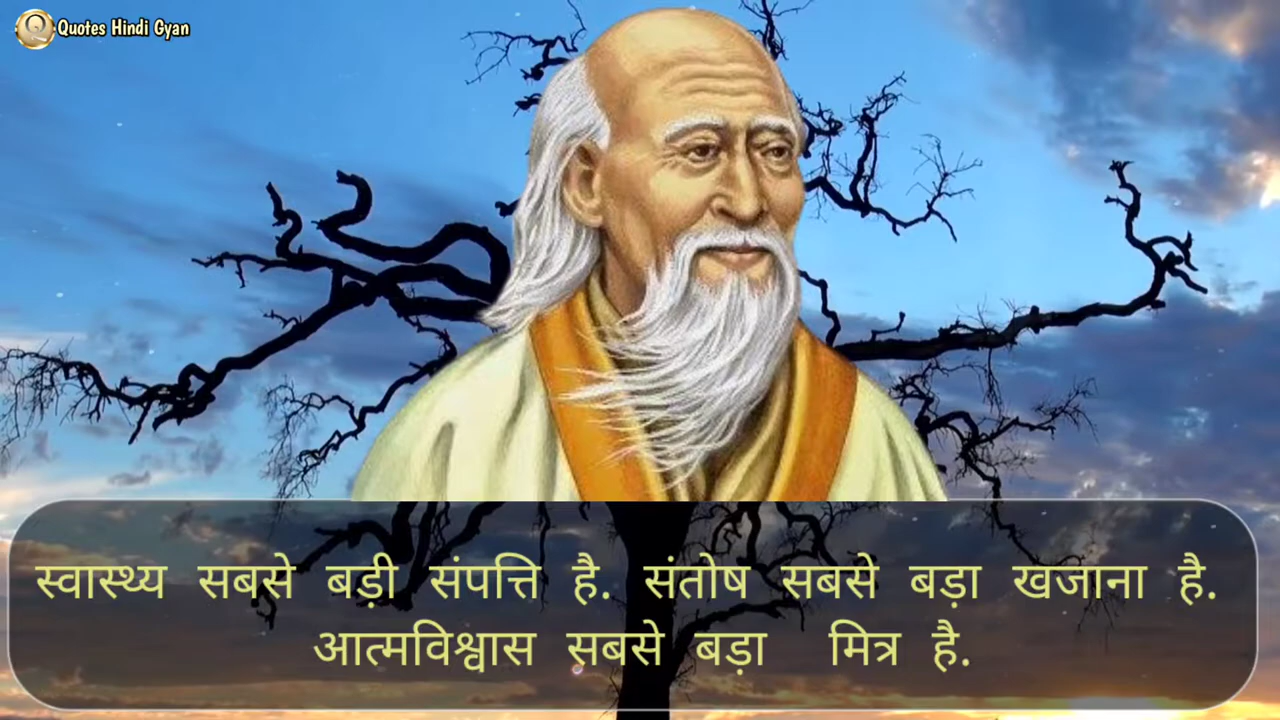 Quotes Hindi Gyan
स्वास्थ्य सबसे बड़ी संपत्ति है. संतोष सबसे बड़ा खजाना है.
आत्मविश्वास सबसे बड़ा मित्र है.